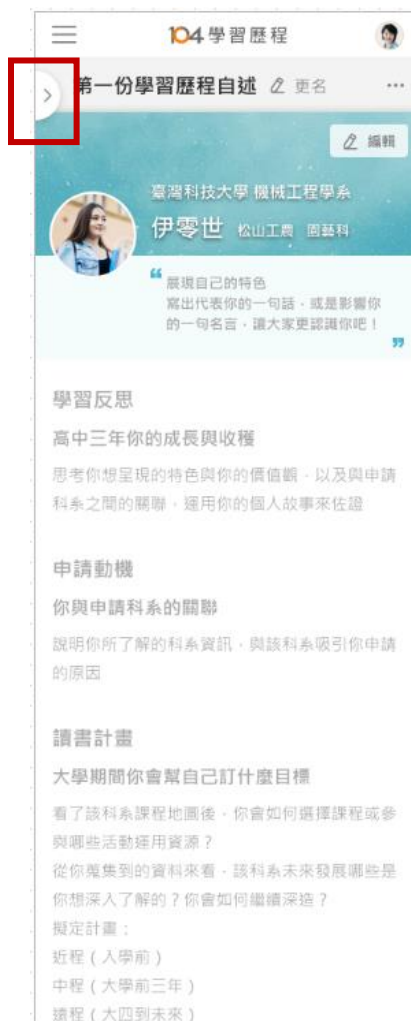 104學習歷程
第一份學習歷程自述 更名
編輯
臺灣科技大學 機械工程學系
伊零世 松山工農 園藝科
“展現自己的特色
寫出代表你的一句話，或是影響你
的一句名言，讓大家更認識你吧！”
學習反思
高中三年你的成長與收穫
思考你想呈現的特色與你的價值觀，以及與申請
科系之間的關聯，運用你的個人故事來佐證
申請動機
你與申請科系的關聯
說明你所了解的科系資訊，與該科系吸引你申請
的原因
讀書計畫
大學期間你會幫自己訂什麼目標
看了該科系課程地圖後，你會如何選擇課程或參
與哪些活動運用資源？
從你蒐集到的資料來看，該科系未來發展哪些是
你想深入了解的？你會如何繼續深造？
擬定計畫：
近程（入學前）
中程（大學前三年）
遠程（大四到未來）